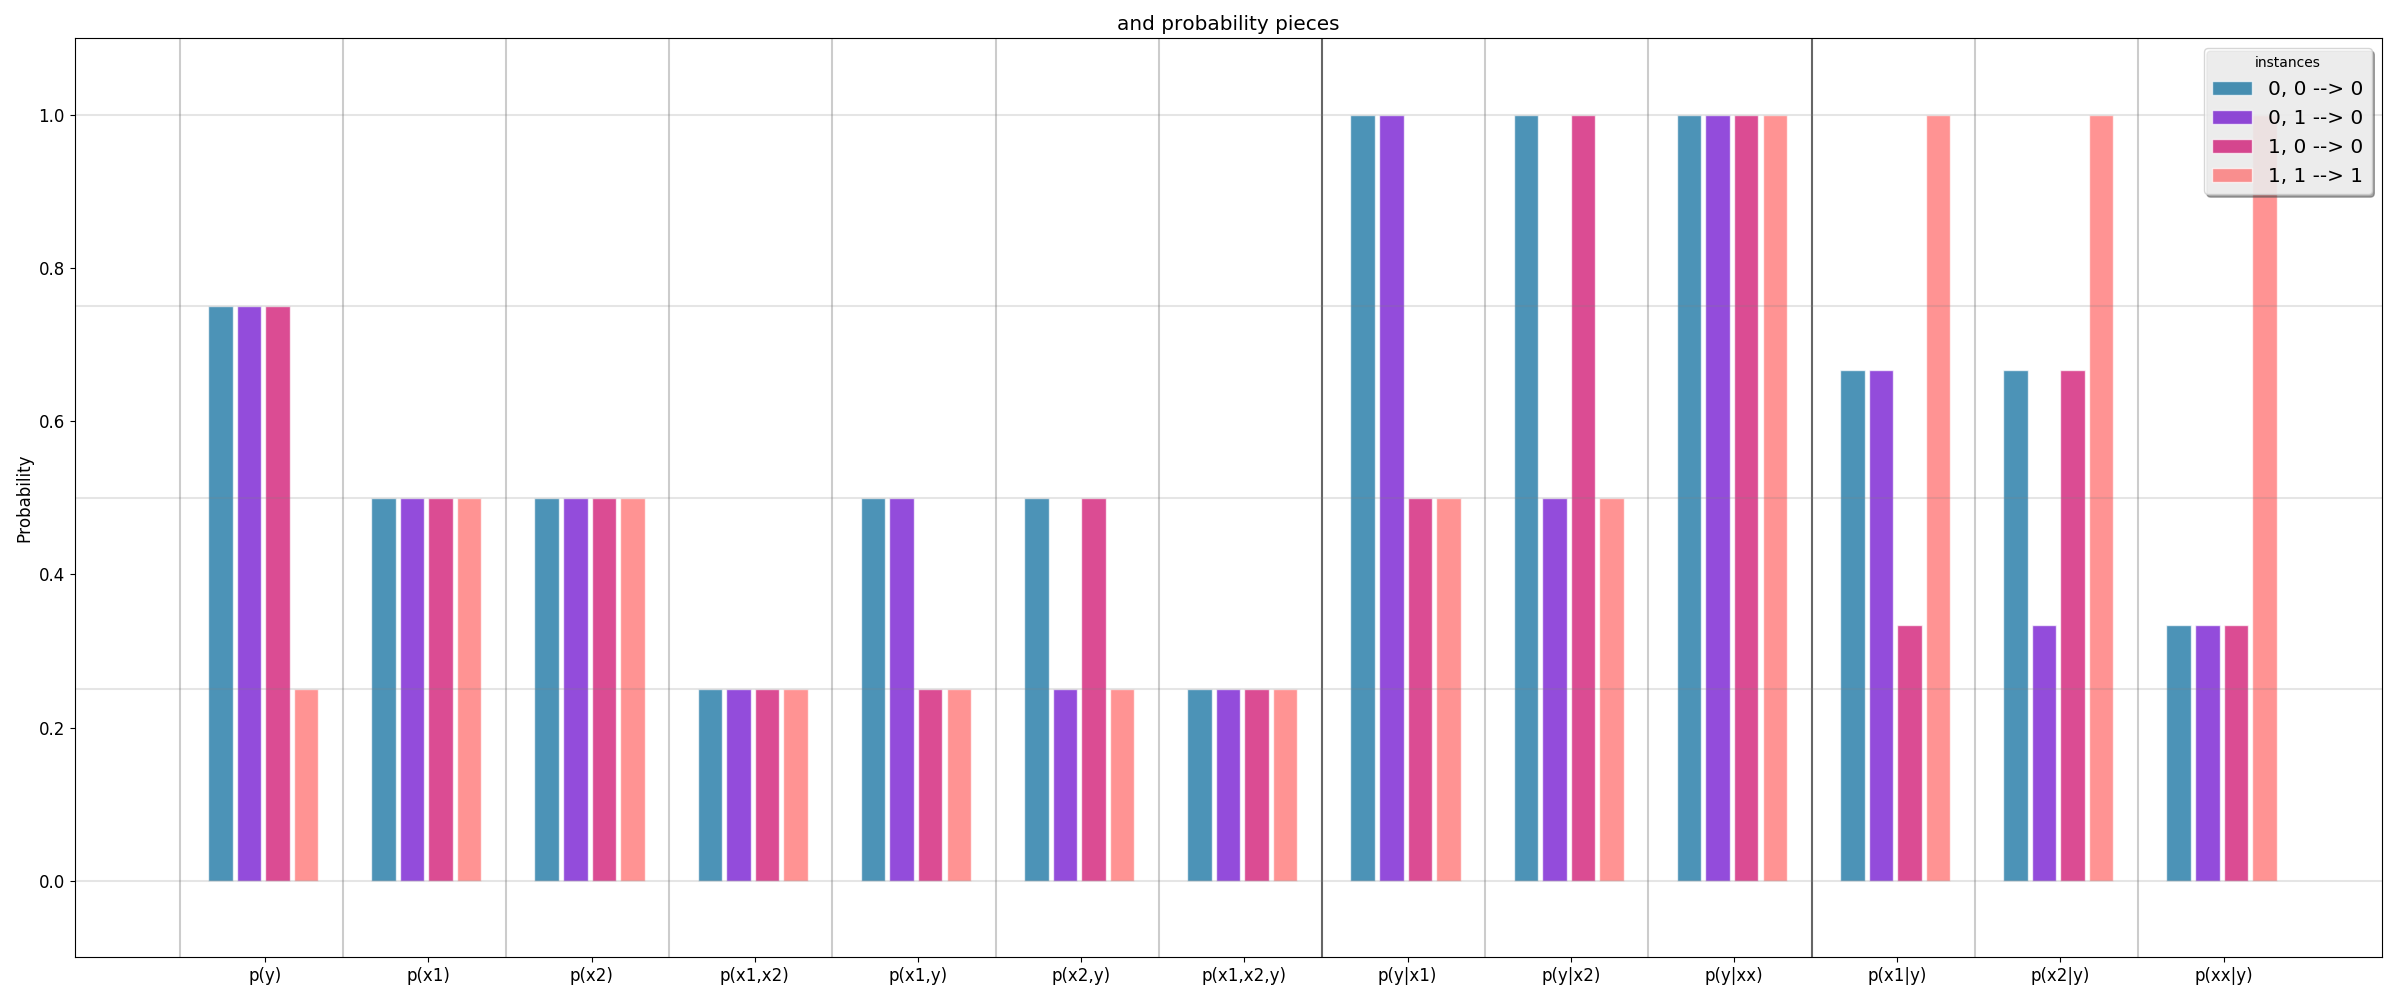 and probability pieces
instances
0, 0 --> 0
0, 1 --> 0
1, 0 --> 0
1, 1 --> 1
1.0
0.8
0.6
0.4
0.2
0.0
Probability
p(y) p(x1) p(x2) p(x1,x2) p(x1,y) p(x2,y) p(x1,x2,y) p(y|x1) p(y|x2) p(y|xx) p(x1|y) p(x2|y) p(xx|y)